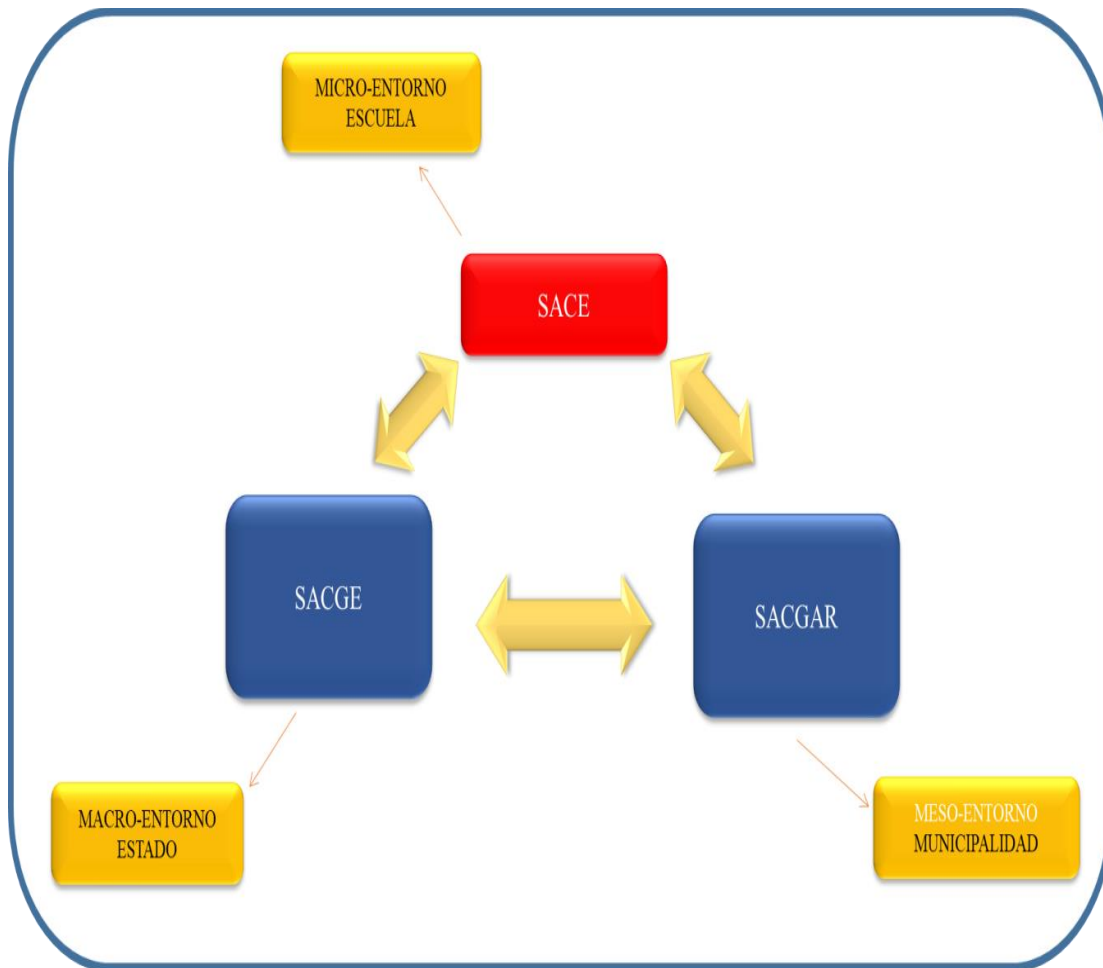 MICRO-ENTORNO
ESCUELA
SACE
SACGE
SACGAR
MACRO-ENTORNO
ESTADO
MESO-ENTORNO
MUNICIPALIDAD